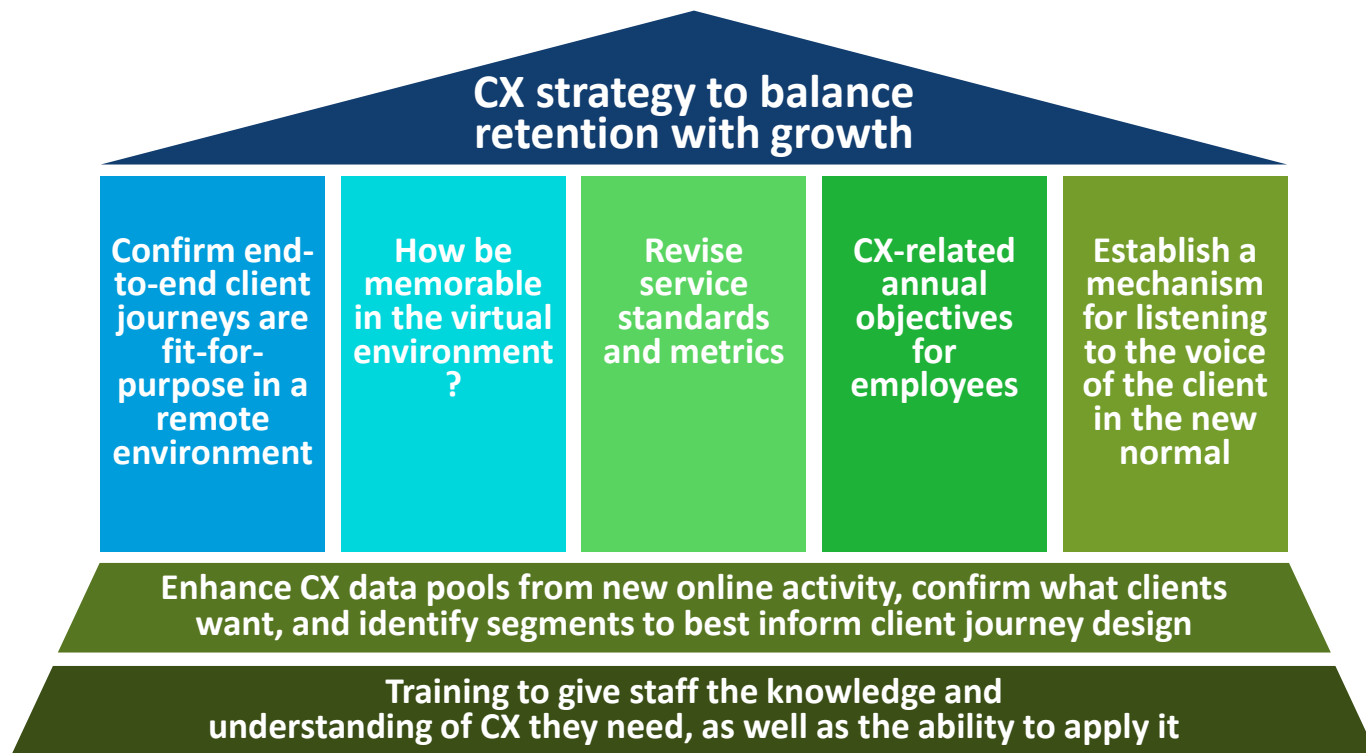 CX strategy to balance
retention with growth
Confirm end-
to-end client
journeys are
fit-for-
purpose in a
remote
environment
How be
memorable
in the virtual
environment
?
Revise
service
standards
and metrics
CX-related
annual
objectives
for
employees
Establish a
mechanism
for listening
to the voice
of the client
in the new
normal
Enhance CX data pools from new online activity, confirm what clients
want, and identify segments to best inform client journey design
Training to give staff the knowledge and
understanding of CX they need, as well as the ability to apply it